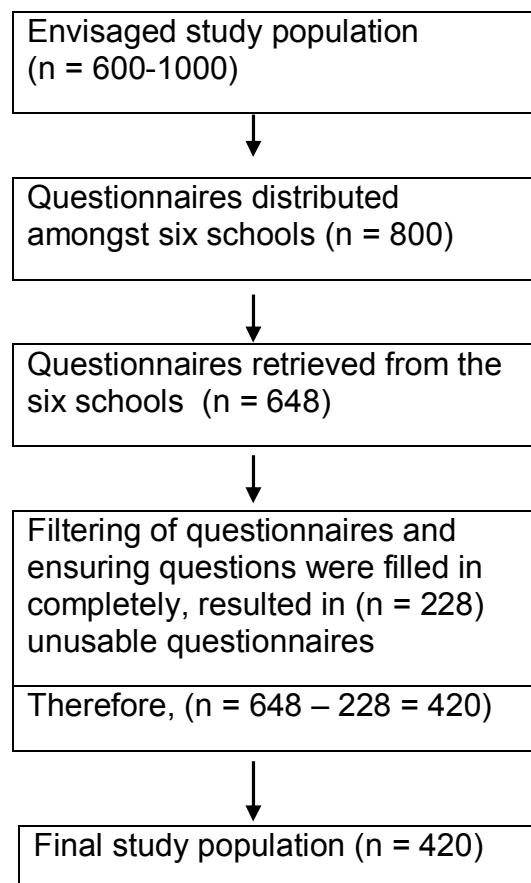 Envisaged study population
(n = 600-1000)
Questionnaires distributed
amongst six schools (n = 800)
Questionnaires retrieved from the
six schools  (n = 648)
Filtering of questionnaires and
ensuring questions were filled in
completely, resulted in (n = 228)
unusable questionnaires
Therefore, (n = 648 – 228 = 420)
Final study population (n = 420)